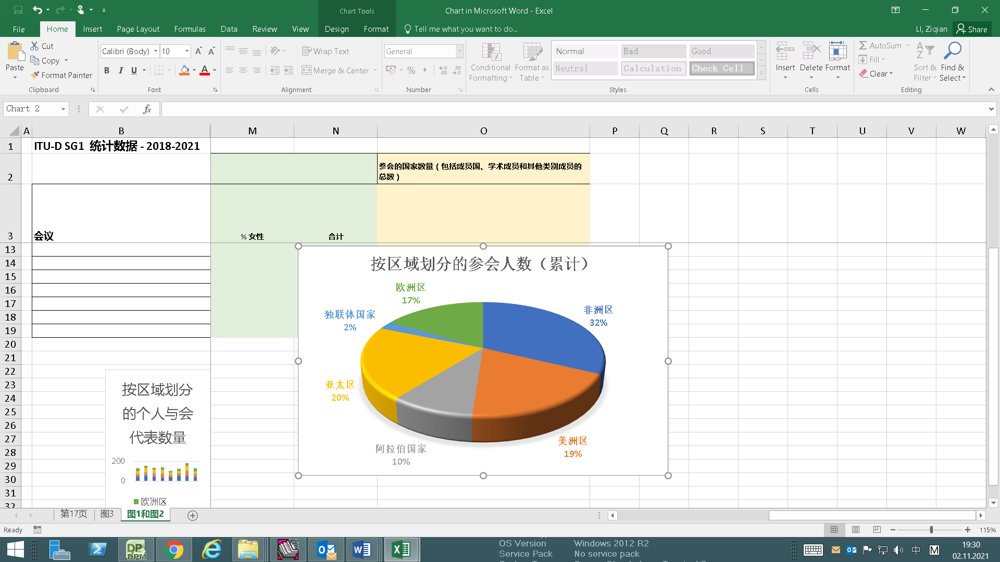 Chart Tools
Chart in Microsoft Word - Excel
File
Home
Insert
Page Layout
Formulas
Data
Review
View
Design
Format
Tell me what you want to do...
LI, Ziqian
Share
Paste
Cut
Copy
Format Painter
Clipboard
Calibri (Body)
10
B I U
Font
Wrap Text
Merge & Center
Alignment
General
Number
Conditional Formatting
Format as Table
Normal
Bad
Good
Neutral
Calculation
Check Cell
Styles
Insert
Delete
Format
Cells
AutoSum
Fill
Clear
Sort & Filter
Find & Select
Editing
Chart 2
fx
A B M N O P Q R S T U V W
1 ITU-D SG1 统计数据 - 2018-2021
2 参会的国家数量（包括成员国、学术成员和其他类别成员的
总数）
3 会议 % 女性 合计
13
14
15
16
17
18
19
20
21
22
23
24
25
26
27
28
29
30
31
32
按区域划分的参会人数（累计）
欧洲区
17%
非洲区
32%
独联体国家
2%
亚太区
20%
美洲区
19%
阿拉伯国家
10%
按区域划分
的个人与会
代表数量
200
0
欧洲区
第17页
图3
图1和图2
Ready
115%
DPM
OS Version Windows 2012 R2
Service Pack No service pack
中
M
19:30
02.11.2021